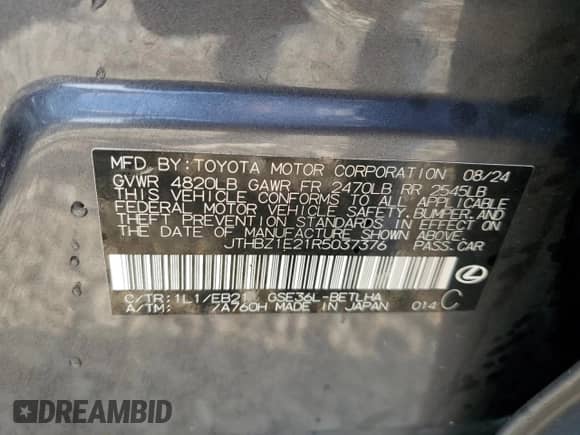 MFD BY: TOYOTA MOTOR CORPORATION 08/24
GVWR 4820LB GAWR FR 2470LB RR 2545LB
THIS VEHICLE CONFORMS TO ALL APPLICABLE
FEDERAL MOTOR VEHICLE SAFETY, BUMPER, AND
THEFT PREVENTION STANDARDS IN EFFECT ON
THE DATE OF MANUFACTURE SHOWN ABOVE.
JTHBZ1E21R5037376 PASS.CAR
C/TR:1L1/EB21 GSE36L-BETLHA
A/TM: /A760H MADE IN JAPAN 014 C
DREAMBID